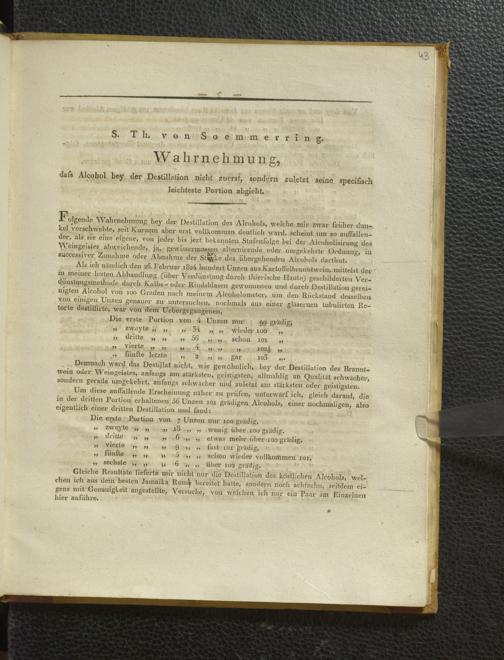 43
S. Th. von Soemmerring.
Wahrnehmung,
daſs Alcohol bey der Destillation nicht zuerst, sondern zuletzt seine specifisch
leichteste Portion abgiebt.
Folgende Wahrnehmung bey der Destillation des Alcohols, welche mir zwar früher dun-
kel vorschwebte, seit Kurzem aber erst vollkommen deutlich ward, scheint um so auffallen-
der, als sie eine eigene, von jeder bis jezt bekannten Stufenfolge bei der Alcoholisirung des
Weingeistes abweichende, ja, gewissermassen alternirende oder umgekehrte Ordnung, in
successiver Zunahme oder Abnahme der Stärke des übergehenden Alcohols darthut.
Als ich nämlich den 26. Februar 1824 hundert Unzen aus Kartoffelbranntewein, mittelst der
in meiner lezten Abhandlung (über Verdünstung durch thierische Häute) geschilderten Ver-
dünstungsmethode durch Kalbs- oder Rindsblasen gewonnenen und durch Destillation gerei-
nigten Alcohol von 100 Graden nach meinem Alcoholometer, um den Rückstand desselben
von einigen Unzen genauer zu untersuchen, nochmals aus einer gläsernen tubulirten Re-
torte destillirte, war von dem Uebergegangenen,
Die erste Portion von 4 Unzen nur 99 grädig,
„ zweyte „ „ 34 „ wieder 100 „
„ dritte „ „ 56 „ „ schon 101 „
„ vierte „ „ 4 „ „ 102½ „
„ fünfte letzte „ 2 „ „ gar 103 „
Demnach ward das Destillat nicht, wie gewöhnlich, bey der Destillation des Brannt-
wein oder Weingeistes, anfangs am stärksten, geistigsten, allmählig an Qualität schwächer,
sondern gerade umgekehrt, anfangs schwächer und zuletzt am stärksten oder geistigsten.
Um diese auffallende Erscheinung näher zu prüfen, unterwarf ich, gleich darauf, die
in der dritten Portion erhaltenen 56 Unzen 101 grädigen Alcohols, einer nochmaligen, also
eigentlich einer dritten Destillation und fand:
Die erste Portion von 7 Unzen nur 100 grädig,
„ zweyte „ „ 18 „ „ wenig über 100 grädig,
„ dritte „ „ 6 „ „ etwas mehr über 100 grädig,
„ vierte „ „ 9 „ „ fast 101 grädig,
„ fünfte „ „ 5 „ „ schon wieder vollkommen 101,
„ sechste „ „ 6 „ „ über 100 grädig.
Gleiche Resultate lieferte mir nicht nur die Destillation des köstlichen Alcohols, wel-
chen ich aus dem besten Jamaika Rum bereitet hatte, sondern noch achtzehn, seitdem ei-
gens mit Genauigkeit angestellte, Versuche, von welchen ich nur ein Paar im Einzelnen
hier anführe.